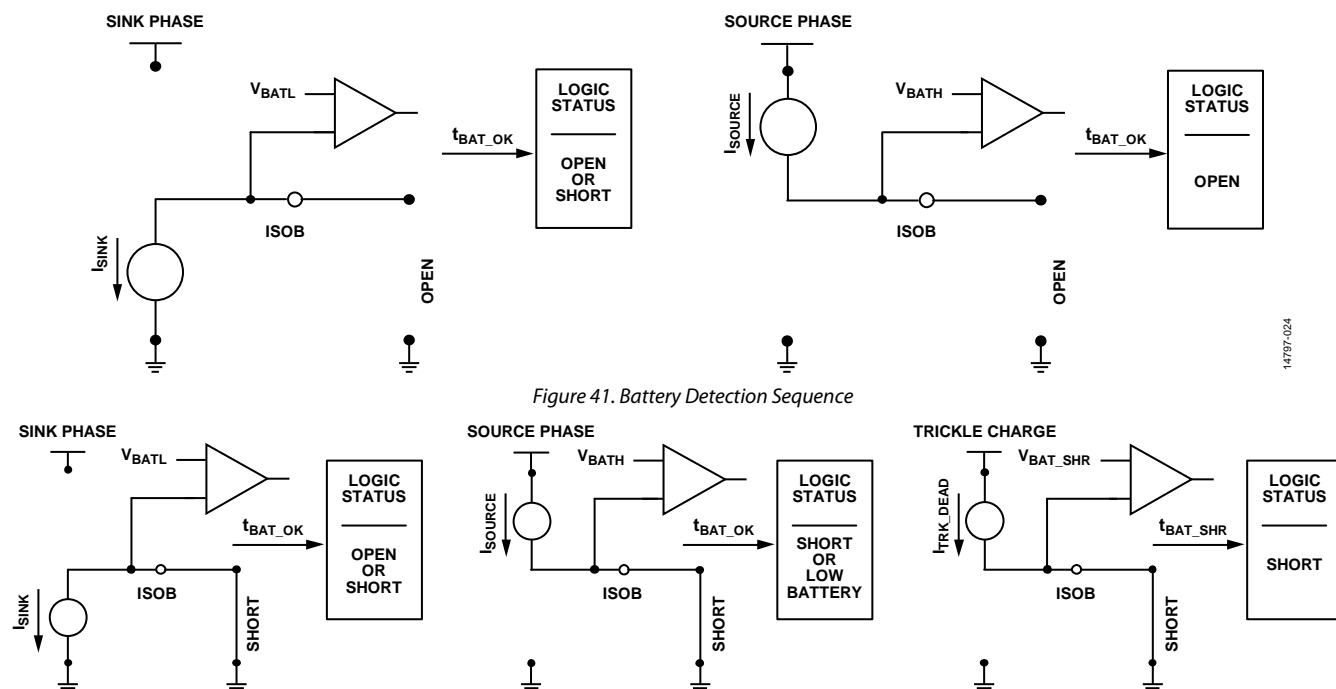 SINK PHASE
V_BATL
t_BAT_OK
LOGIC
STATUS
OPEN
OR
SHORT
ISOB
I_SINK
OPEN
SOURCE PHASE
I_SOURCE
V_BATH
t_BAT_OK
LOGIC
STATUS
OPEN
ISOB
OPEN
14797-024
Figure 41. Battery Detection Sequence
SINK PHASE
V_BATL
t_BAT_OK
LOGIC
STATUS
OPEN
OR
SHORT
ISOB
I_SINK
SHORT
SOURCE PHASE
V_BATH
I_SOURCE
t_BAT_OK
LOGIC
STATUS
SHORT
OR
LOW
BATTERY
ISOB
SHORT
TRICKLE CHARGE
V_BAT_SHR
I_TRK_DEAD
t_BAT_SHR
LOGIC
STATUS
SHORT
ISOB
SHORT